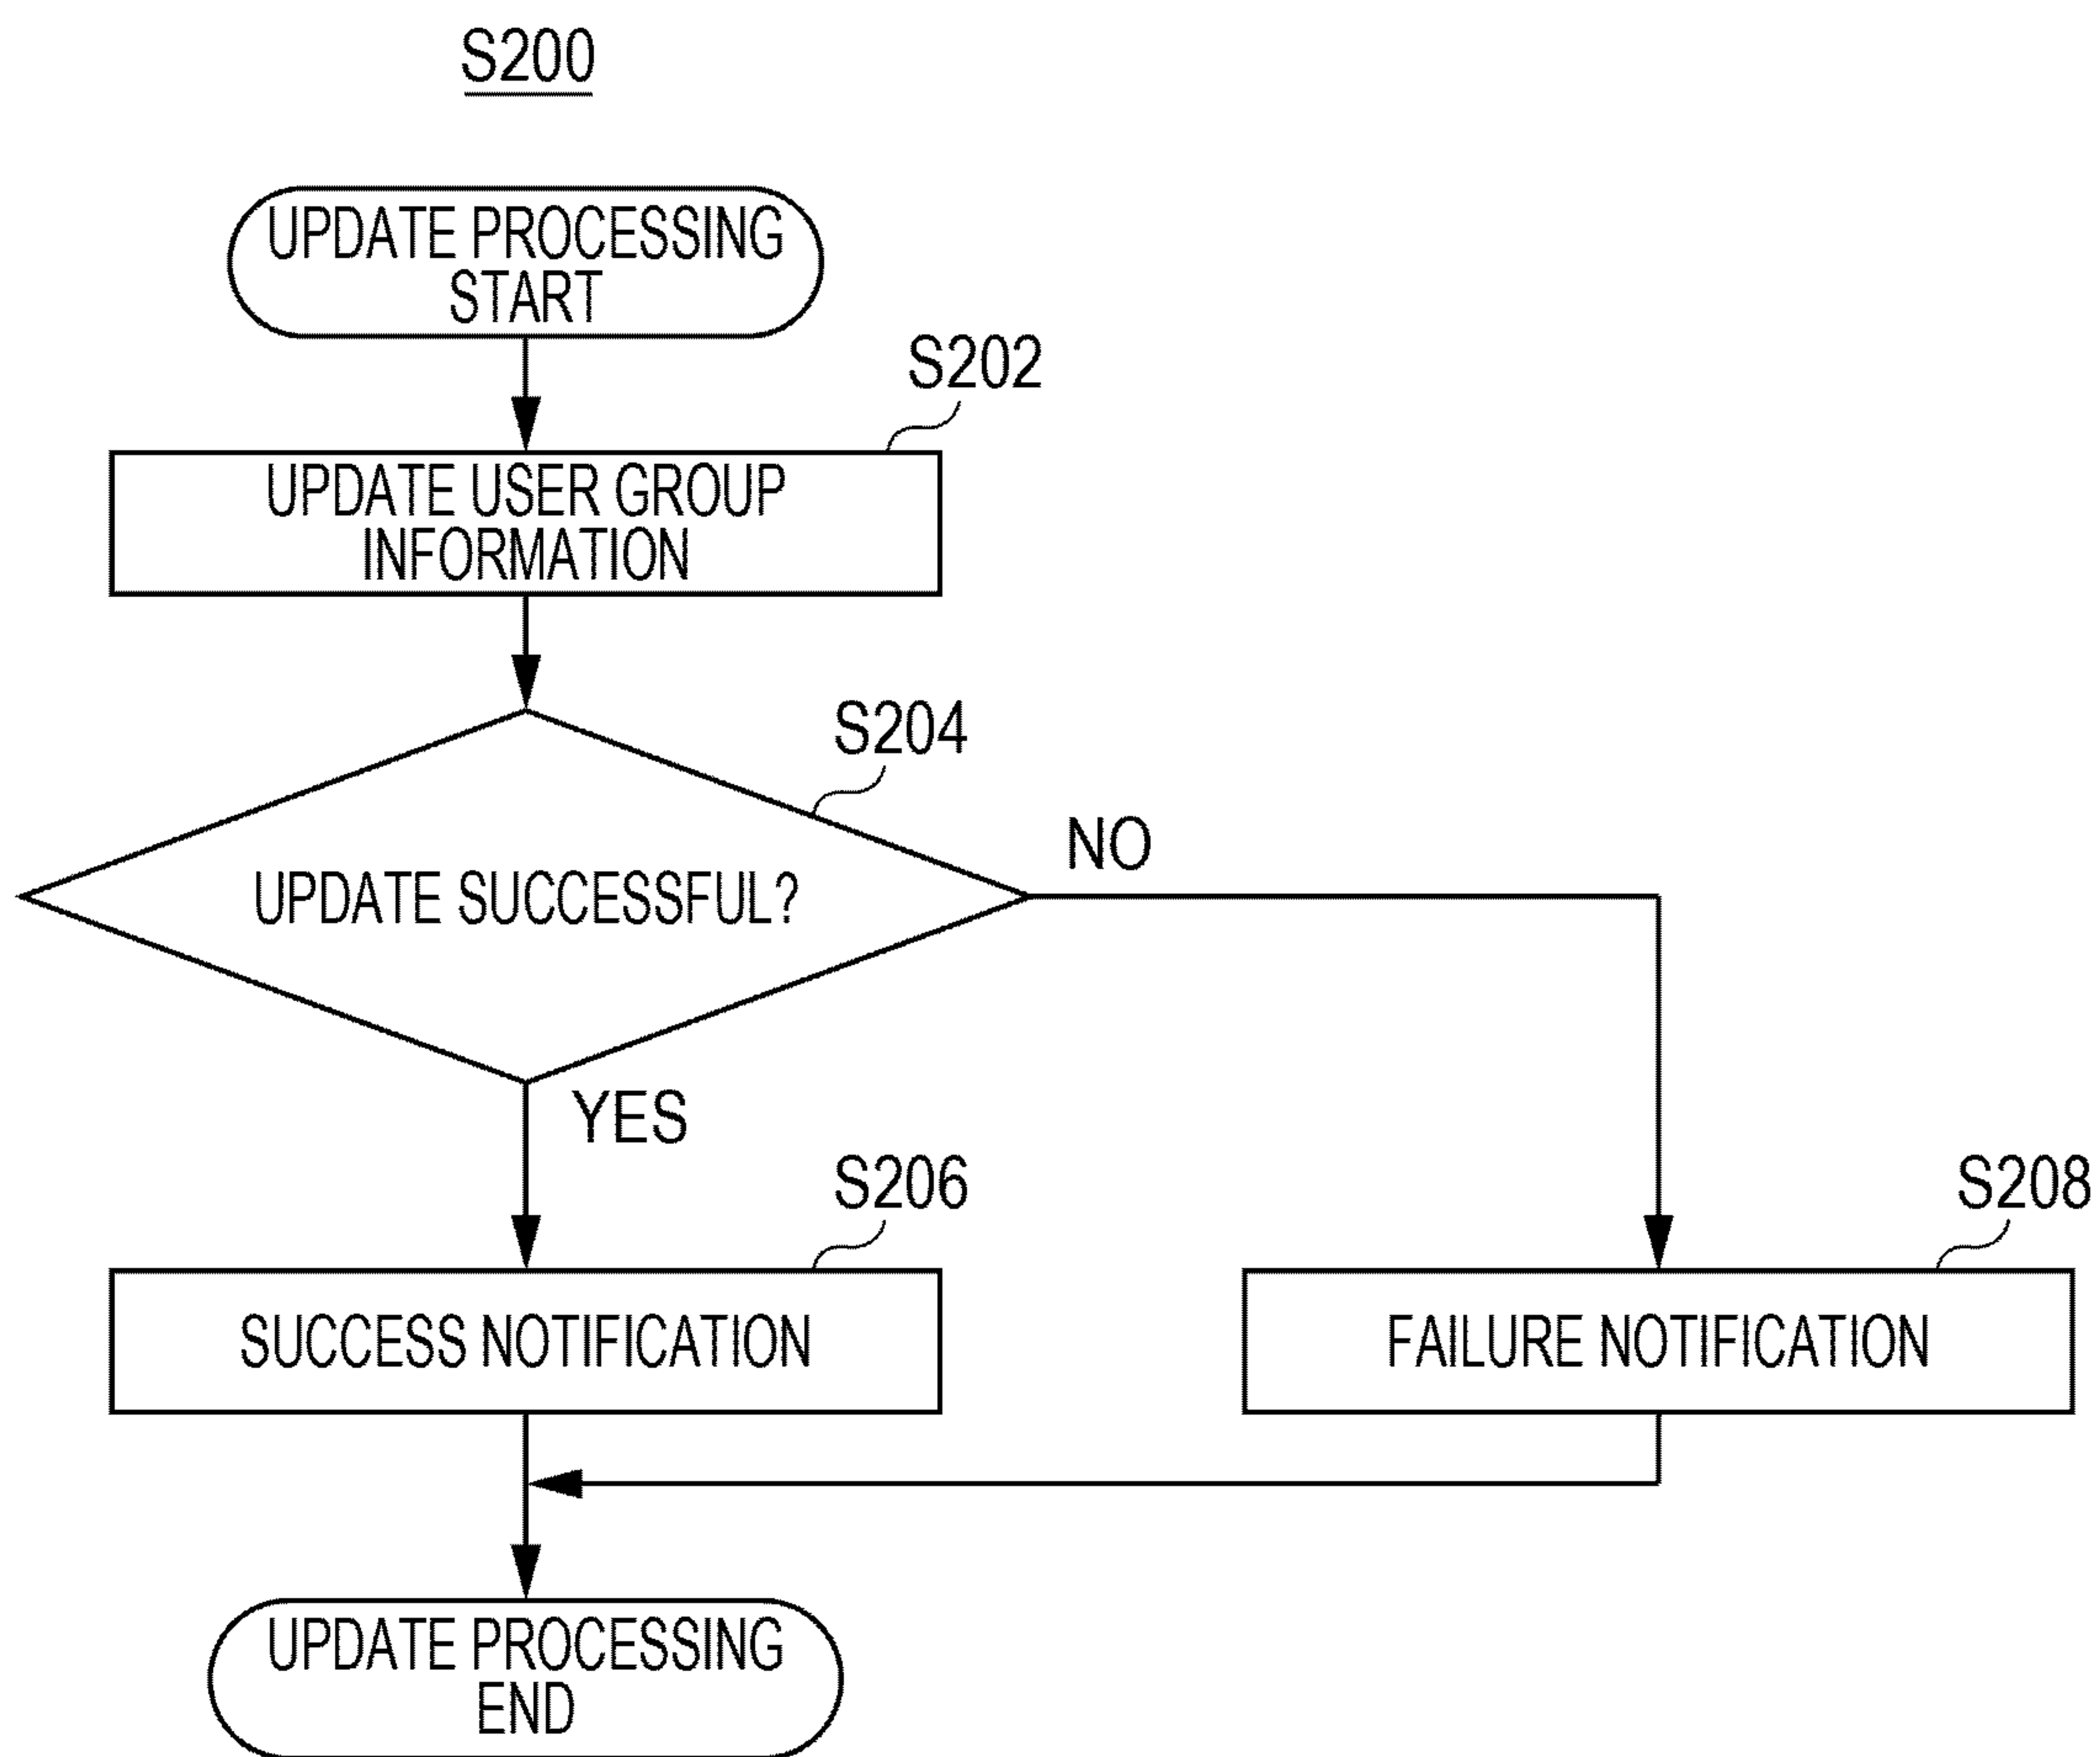 S200
UPDATE PROCESSING
START
S202
UPDATE USER GROUP
INFORMATION
S204
UPDATE SUCCESSFUL?
NO
YES
S206
S208
SUCCESS NOTIFICATION
FAILURE NOTIFICATION
UPDATE PROCESSING
END